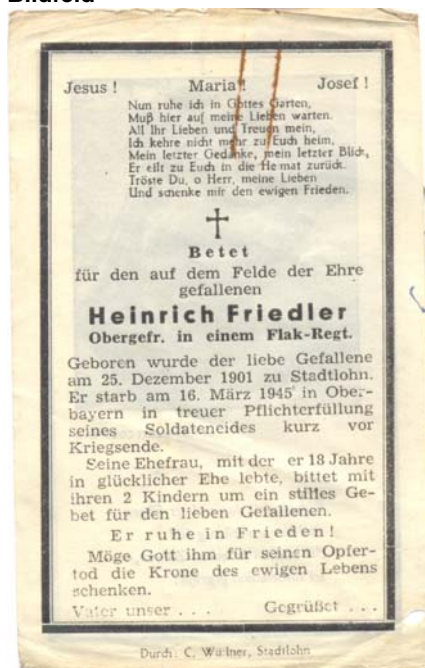 Bildfeld
Jesus ! Maria ! Josef !
Nun ruhe ich in Gottes Garten,
Muß hier auf meine Lieben warten.
All Ihr Lieben und Treuen mein,
Ich kehre nicht mehr zu Euch heim,
Mein letzter Gedanke, mein letzter Blick,
Er eilt zu Euch in die Heimat zurück.
Tröste Du, o Herr, meine Lieben
Und schenke mir den ewigen Frieden.
Betet
für den auf dem Felde der Ehre
gefallenen
Heinrich Friedler
Obergefr. in einem Flak-Regt.
Geboren wurde der liebe Gefallene
am 25. Dezember 1901 zu Stadtlohn.
Er starb am 16. März 1945 in Ober-
bayern in treuer Pflichterfüllung
seines Soldateneides kurz vor
Kriegsende.
Seine Ehefrau, mit der er 18 Jahre
in glücklicher Ehe lebte, bittet mit
ihren 2 Kindern um ein stilles Ge-
bet für den lieben Gefallenen.
Er ruhe in Frieden!
Möge Gott ihm für seinen Opfer-
tod die Krone des ewigen Lebens
schenken.
Vater unser . . . Gegrüßet . . .
Durch: C. Stadtlohn